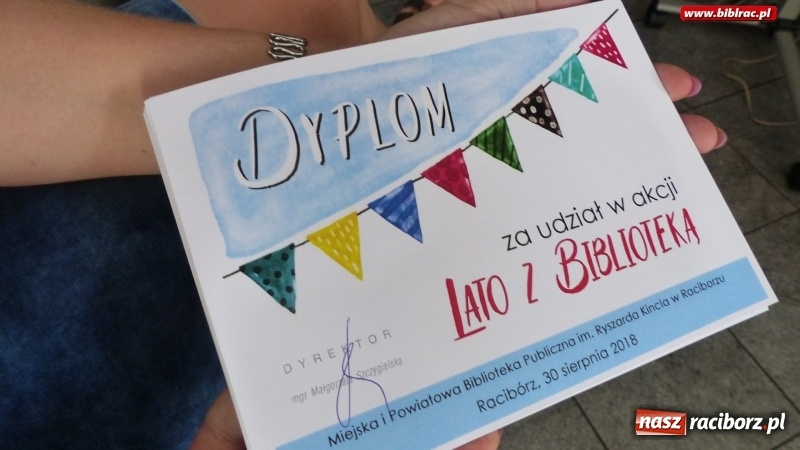 www.biblrac.pl
DYPLOM
za udział w akcji
LATO Z BIBLIOTEKĄ
DYREKTOR
mgr Małgorzata Szczygielska
Miejska i Powiatowa Biblioteka Publiczna im. Ryszarda Kincla w Raciborzu
Racibórz, 30 sierpnia 2018
nasz raciborz.pl